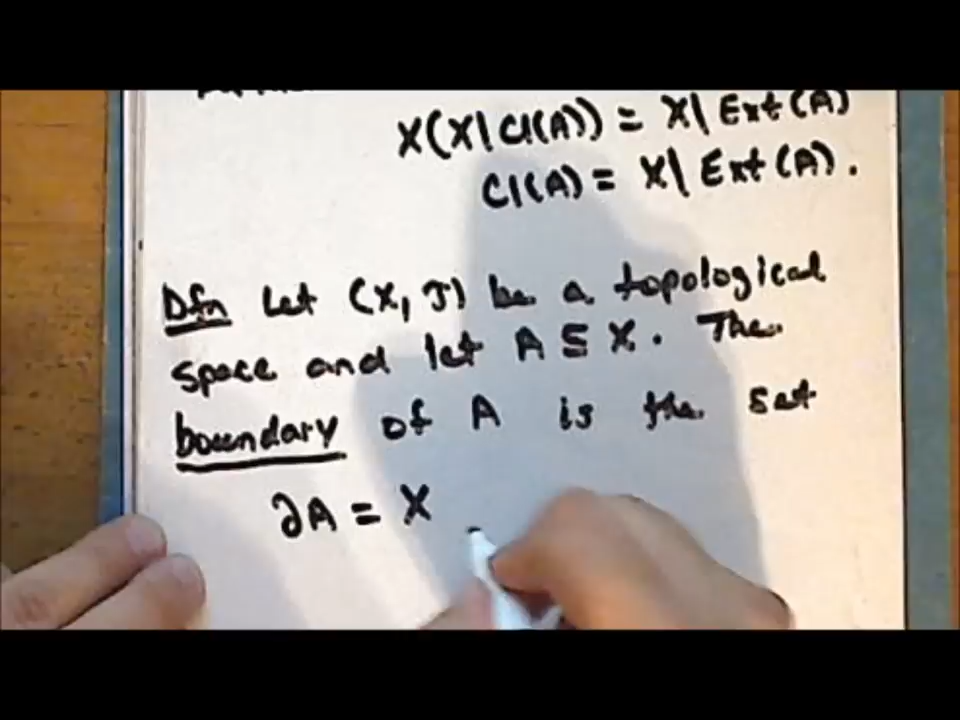 X(X\Cl(A)) = X\ Ext(A)
Cl(A) = X\ Ext(A).
Dfn Let (X, J) be a topological
space and let A ⊆ X. The
boundary of A is the set
∂A = X